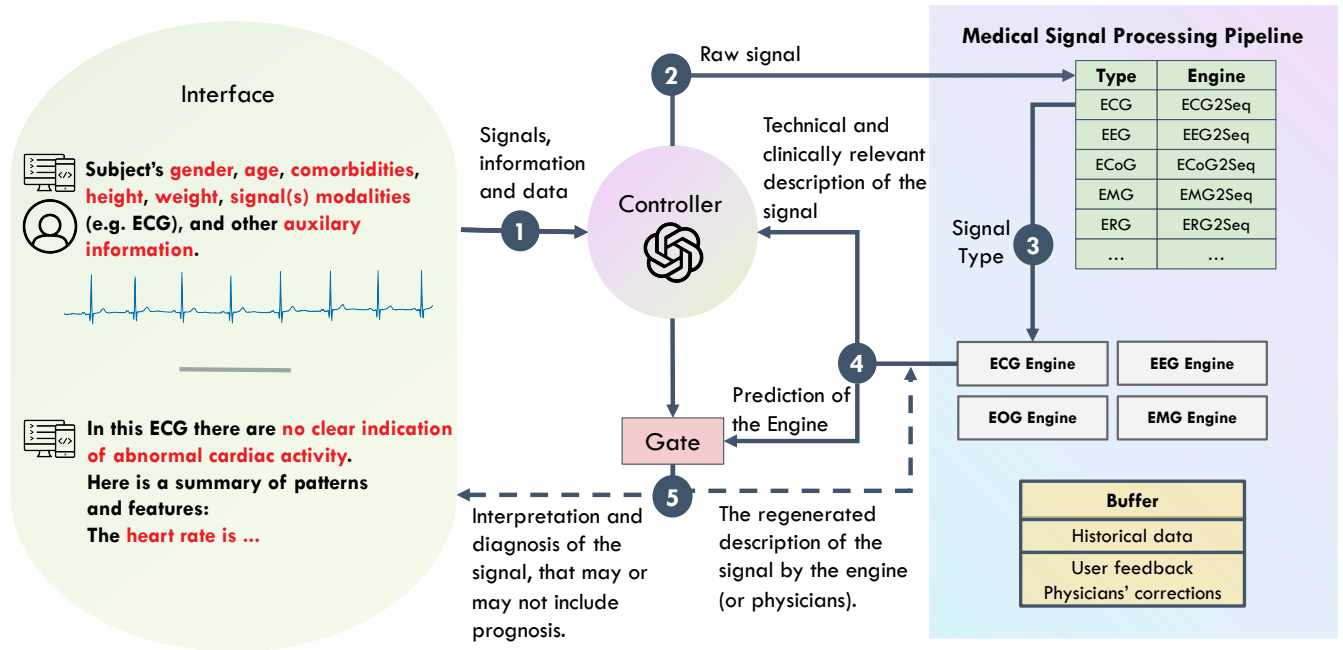 Interface
Subject's gender, age, comorbidities,
height, weight, signal(s) modalities
(e.g. ECG), and other auxilary
information.
In this ECG there are no clear indication
of abnormal cardiac activity.
Here is a summary of patterns
and features:
The heart rate is ...
Signals,
information
and data
1
2
Raw signal
Controller
Technical and
clinically relevant
description of the
signal
Gate
Prediction of
the Engine
4
5
Interpretation and
diagnosis of the
signal, that may or
may not include
prognosis.
The regenerated
description of the
signal by the engine
(or physicians).
Medical Signal Processing Pipeline
Type Engine
ECG ECG2Seq
EEG EEG2Seq
ECoG ECoG2Seq
EMG EMG2Seq
ERG ERG2Seq
... ...
Signal
Type
3
ECG Engine EEG Engine
EOG Engine EMG Engine
Buffer
Historical data
User feedback
Physicians' corrections